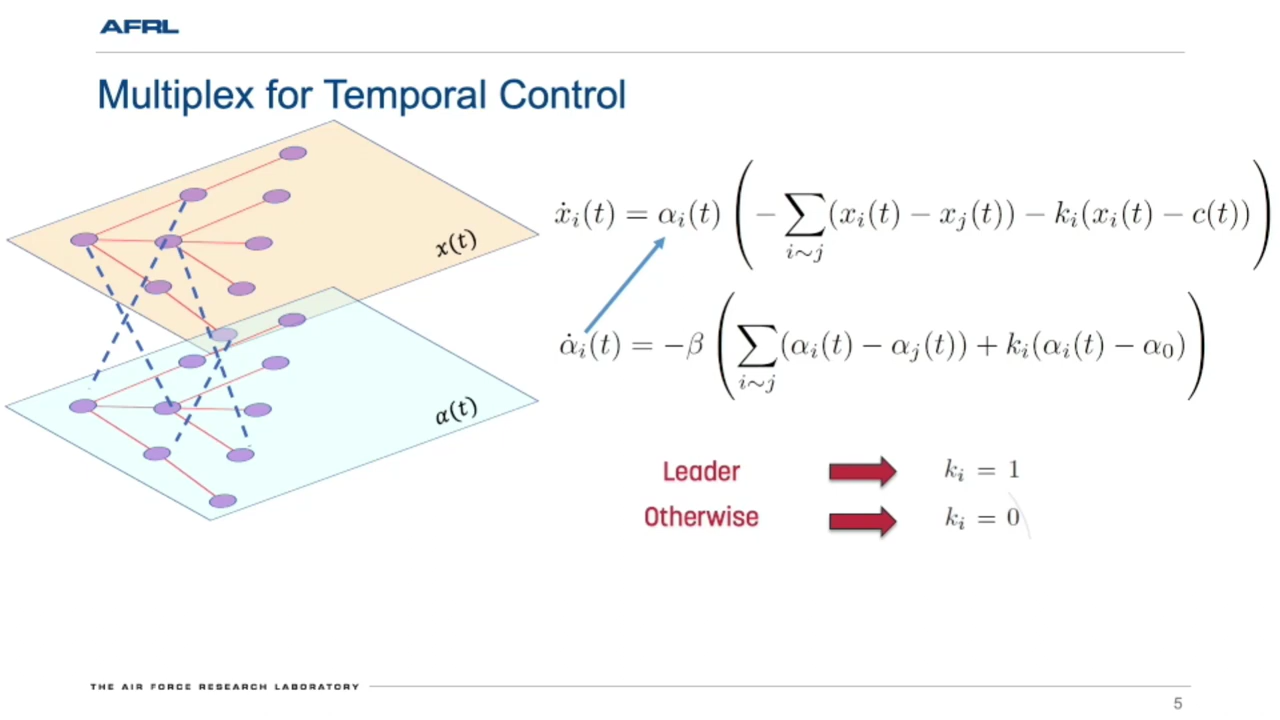 AFRL
Multiplex for Temporal Control
x(t)
ẋᵢ(t) = αᵢ(t) ( − ∑_{i∼j} (xᵢ(t) − xⱼ(t)) − kᵢ(xᵢ(t) − c(t)) )
α̇ᵢ(t) = −β ( ∑_{i∼j} (αᵢ(t) − αⱼ(t)) + kᵢ(αᵢ(t) − α₀) )
α(t)
Leader kᵢ = 1
Otherwise kᵢ = 0
THE AIR FORCE RESEARCH LABORATORY
5